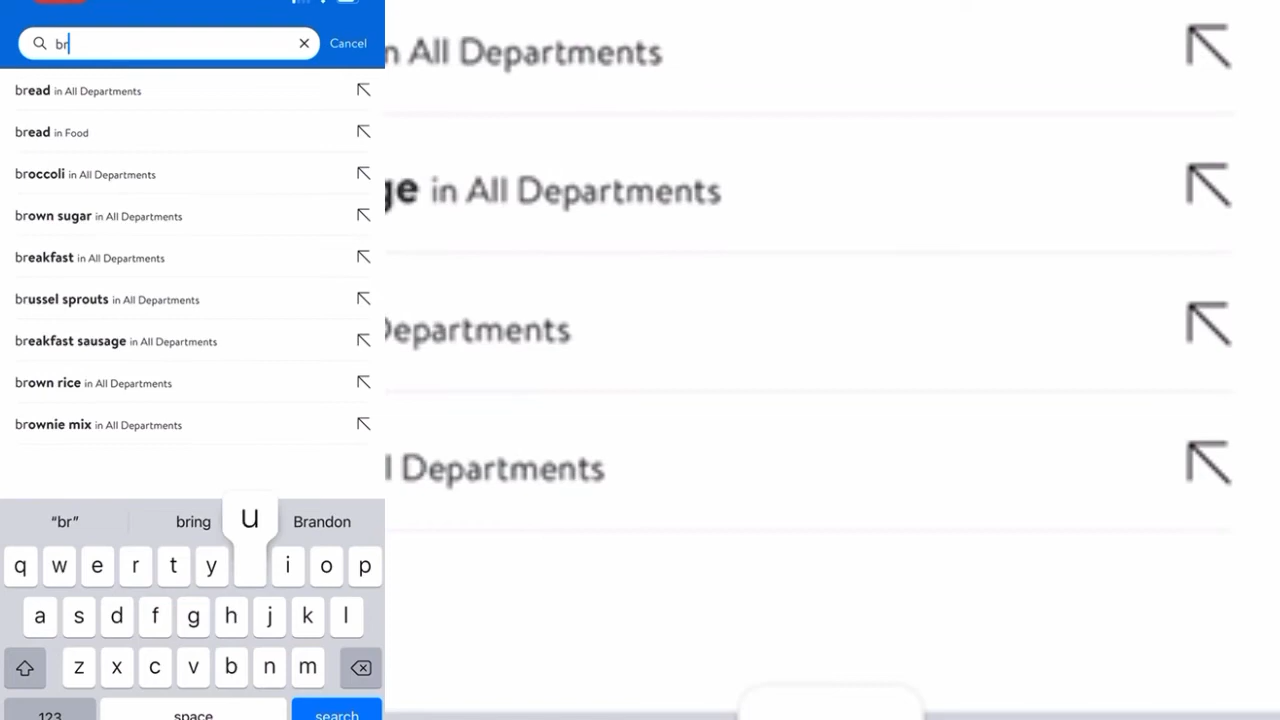 br
Cancel
bread in All Departments
bread in Food
broccoli in All Departments
brown sugar in All Departments
breakfast in All Departments
brussel sprouts in All Departments
breakfast sausage in All Departments
brown rice in All Departments
brownie mix in All Departments
“br” bring Brandon
u
q w e r t y i o p
a s d f g h j k l
z x c v b n m
123 space search
in All Departments
ge in All Departments
Departments
l Departments